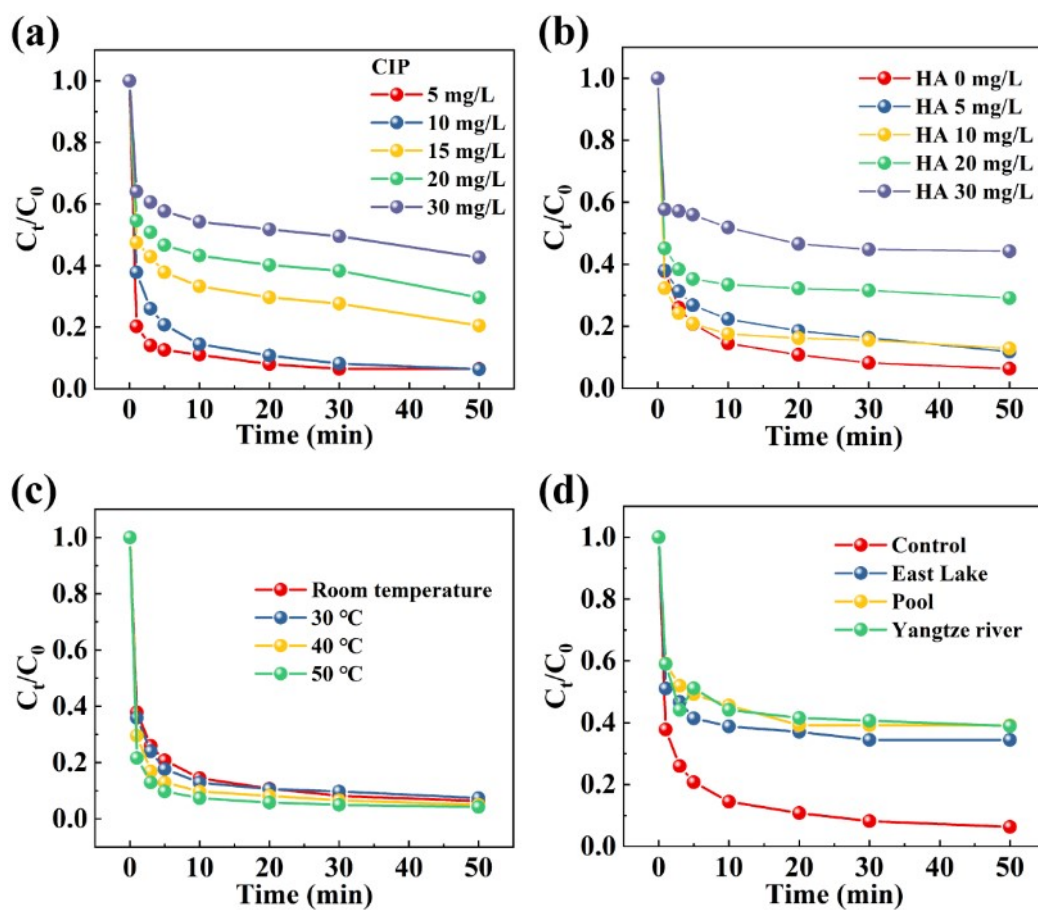 (a)
CIP
5 mg/L
10 mg/L
15 mg/L
20 mg/L
30 mg/L
1.0
0.8
0.6
0.4
0.2
0.0
Ct/C0
0 10 20 30 40 50
Time (min)
(b)
HA 0 mg/L
HA 5 mg/L
HA 10 mg/L
HA 20 mg/L
HA 30 mg/L
1.0
0.8
0.6
0.4
0.2
0.0
Ct/C0
0 10 20 30 40 50
Time (min)
(c)
Room temperature
30 °C
40 °C
50 °C
1.0
0.8
0.6
0.4
0.2
0.0
Ct/C0
0 10 20 30 40 50
Time (min)
(d)
Control
East Lake
Pool
Yangtze river
1.0
0.8
0.6
0.4
0.2
0.0
Ct/C0
0 10 20 30 40 50
Time (min)